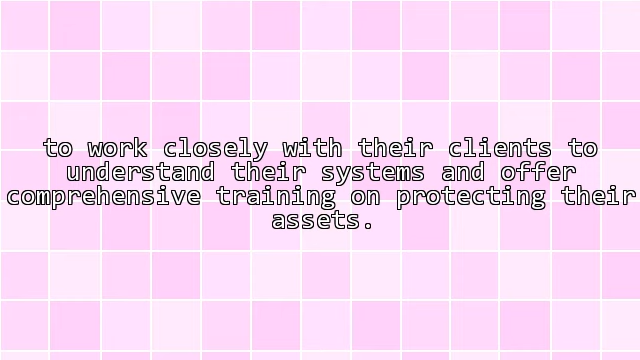 to work closely with their clients to
understand their systems and offer
comprehensive training on protecting their
assets.